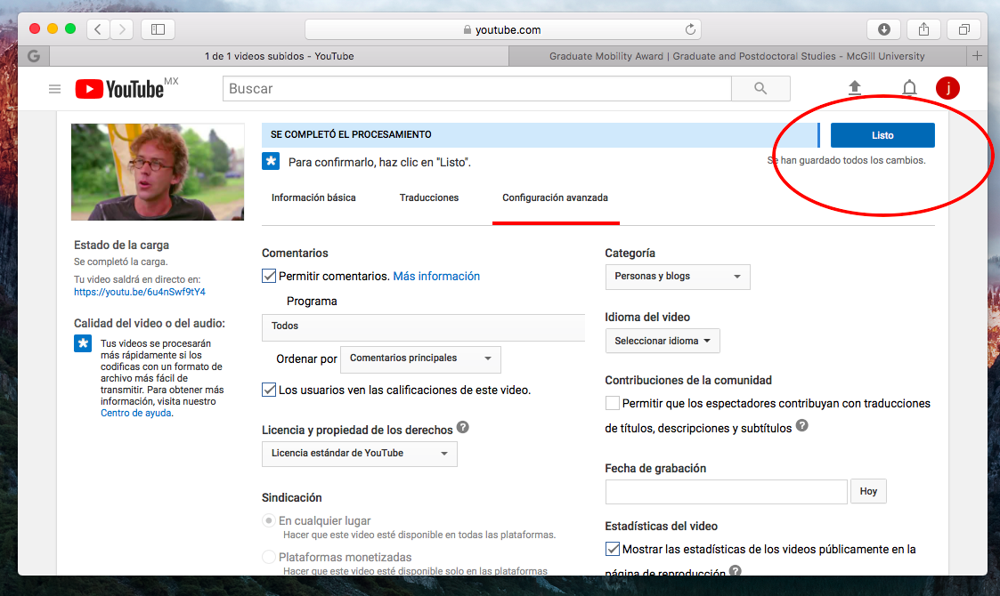 youtube.com
G
1 de 1 videos subidos - YouTube
Graduate Mobility Award | Graduate and Postdoctoral Studies - McGill University
YouTube MX
Buscar
j
SE COMPLETÓ EL PROCESAMIENTO
Listo
Para confirmarlo, haz clic en "Listo".
Se han guardado todos los cambios.
Información básica
Traducciones
Configuración avanzada
Estado de la carga
Se completó la carga.
Tu video saldrá en directo en:
https://youtu.be/6u4nSwf9tY4
Calidad del video o del audio:
Tus videos se procesarán
más rápidamente si los
codificas con un formato de
archivo más fácil de
transmitir. Para obtener más
información, visita nuestro
Centro de ayuda.
Comentarios
Permitir comentarios. Más información
Programa
Todos
Ordenar por Comentarios principales
Los usuarios ven las calificaciones de este video.
Licencia y propiedad de los derechos ?
Licencia estándar de YouTube
Sindicación
En cualquier lugar
Hacer que este video esté disponible en todas las plataformas.
Plataformas monetizadas
Hacer que este video esté disponible solo en las plataformas
Categoría
Personas y blogs
Idioma del video
Seleccionar idioma
Contribuciones de la comunidad
Permitir que los espectadores contribuyan con traducciones
de títulos, descripciones y subtítulos ?
Fecha de grabación
Hoy
Estadísticas del video
Mostrar las estadísticas de los videos públicamente en la
página de reproducción ?